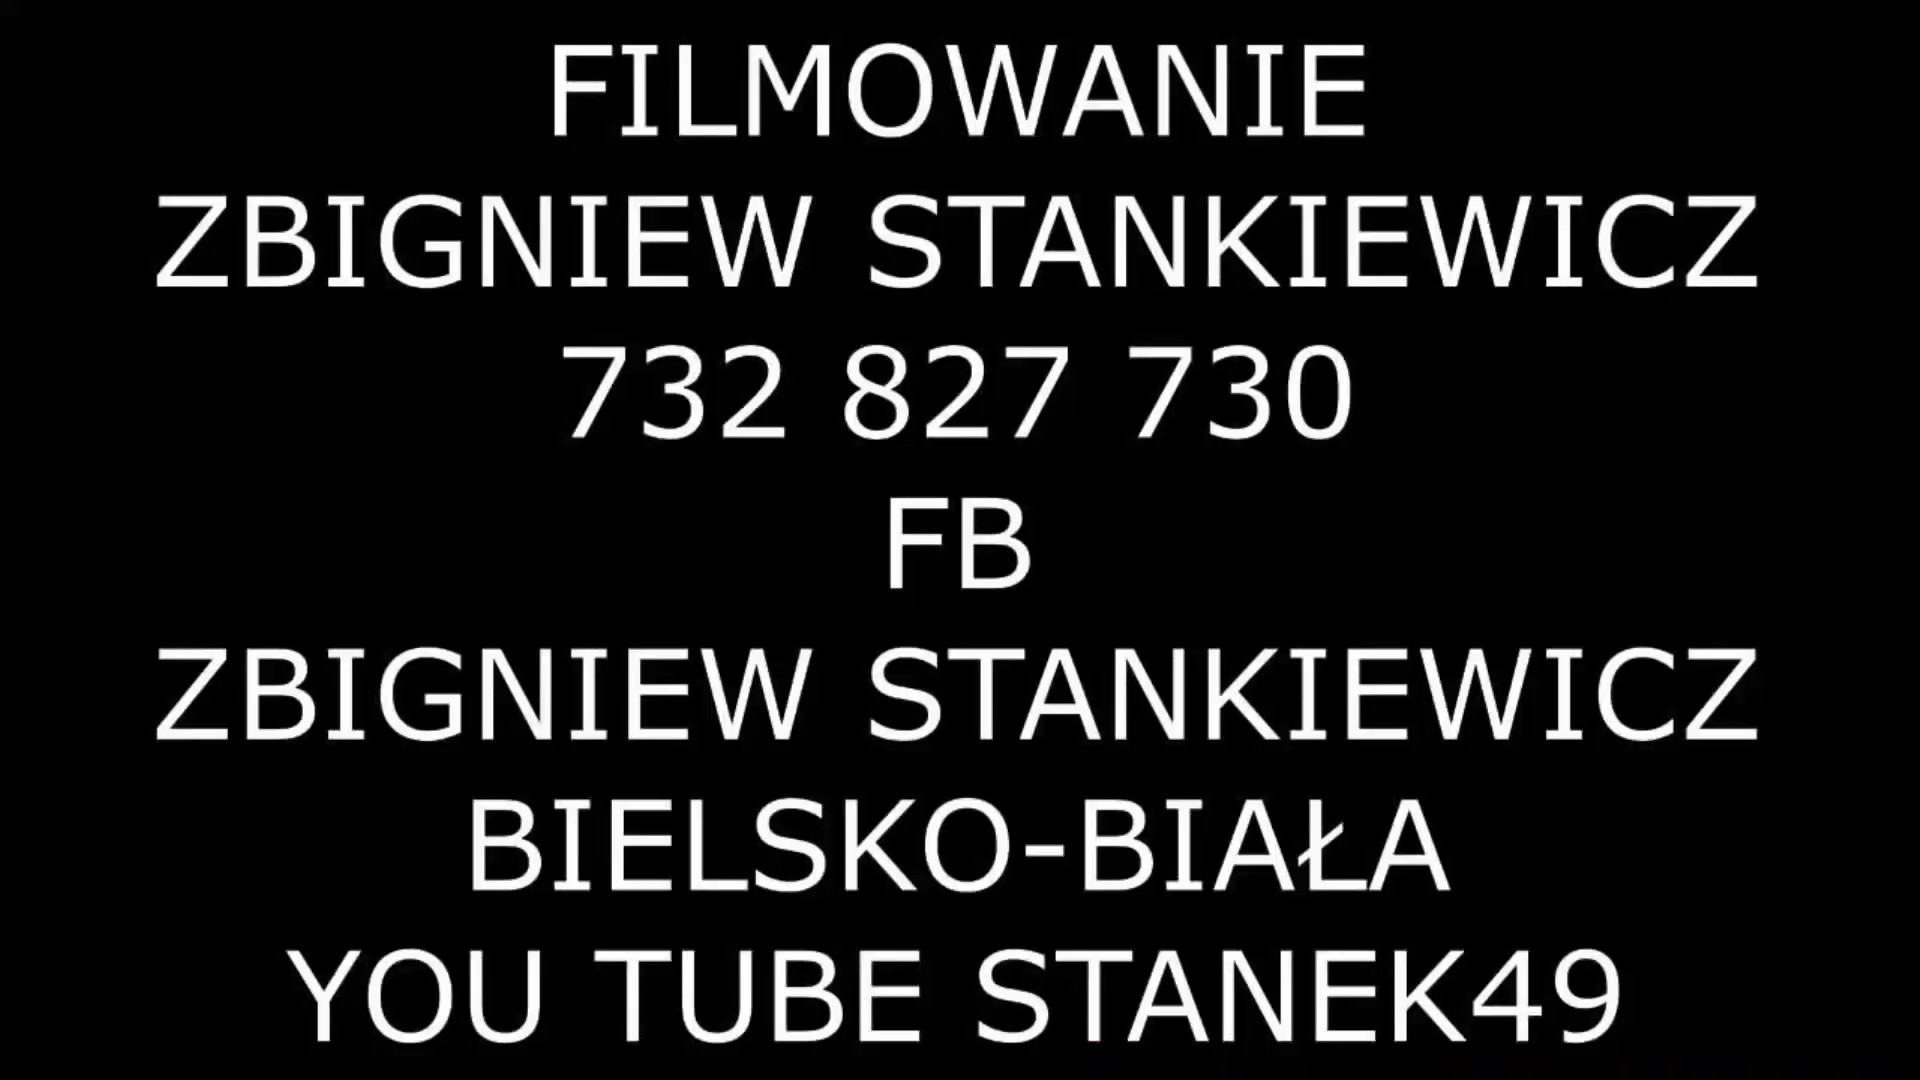 FILMOWANIE
ZBIGNIEW STANKIEWICZ
732 827 730
FB
ZBIGNIEW STANKIEWICZ
BIELSKO-BIAŁA
YOU TUBE STANEK49